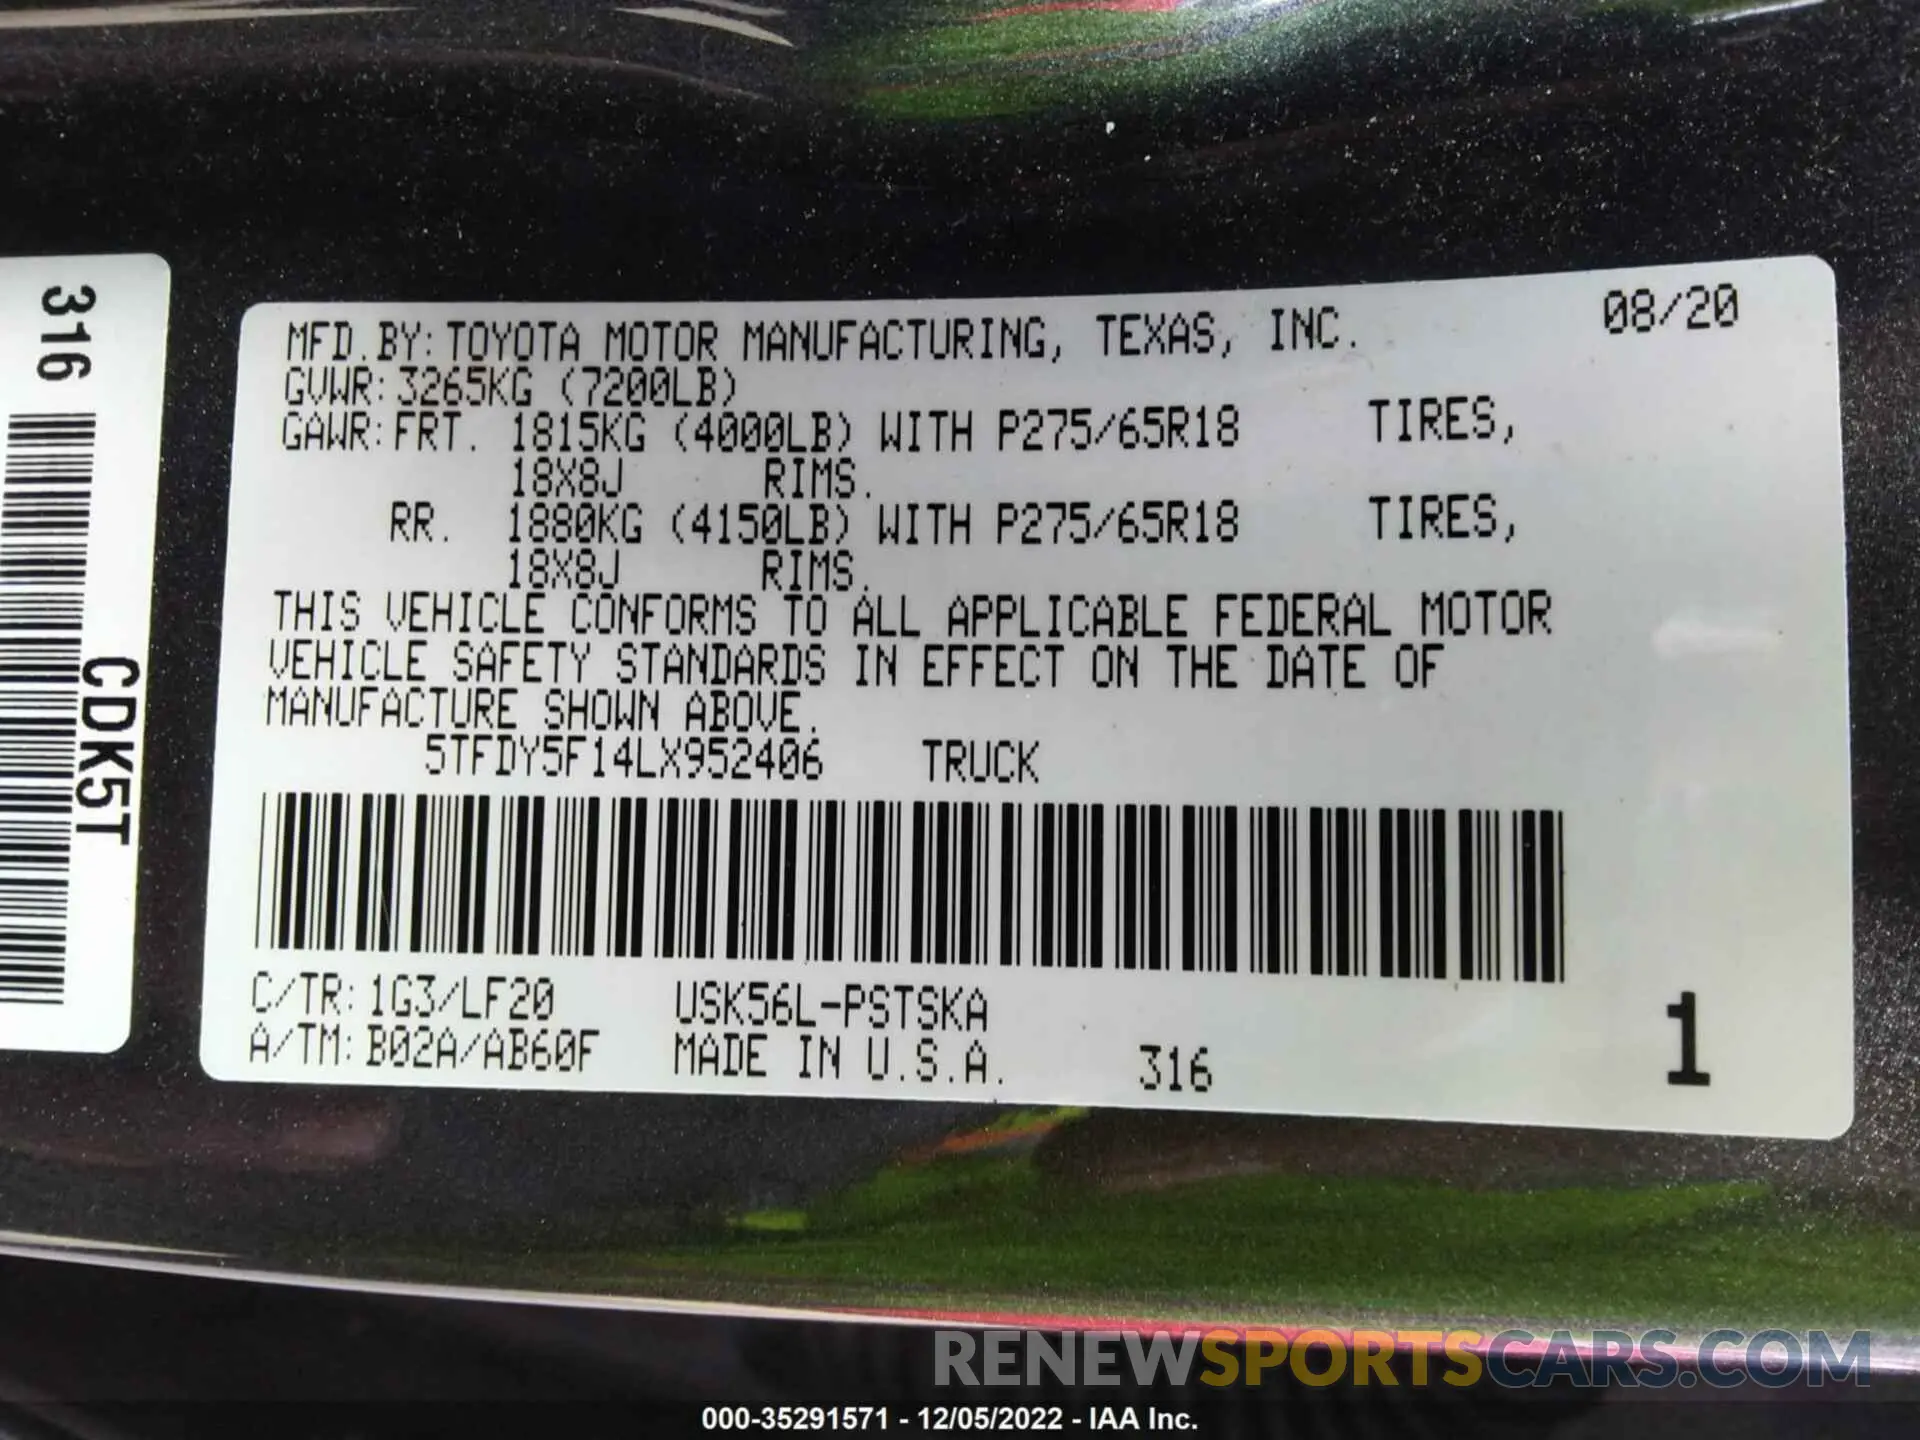 316
CDK5T
MFD.BY:TOYOTA MOTOR MANUFACTURING, TEXAS, INC. 08/20
GVWR:3265KG (7200LB)
GAWR:FRT. 1815KG (4000LB) WITH P275/65R18 TIRES,
18X8J RIMS.
RR. 1880KG (4150LB) WITH P275/65R18 TIRES,
18X8J RIMS.
THIS VEHICLE CONFORMS TO ALL APPLICABLE FEDERAL MOTOR
VEHICLE SAFETY STANDARDS IN EFFECT ON THE DATE OF
MANUFACTURE SHOWN ABOVE.
5TFDY5F14LX952406 TRUCK
C/TR:1G3/LF20 USK56L-PSTSKA
A/TM:B02A/AB60F MADE IN U.S.A. 316 1
RENEWSPORTSCARS.COM
000-35291571 - 12/05/2022 - IAA Inc.